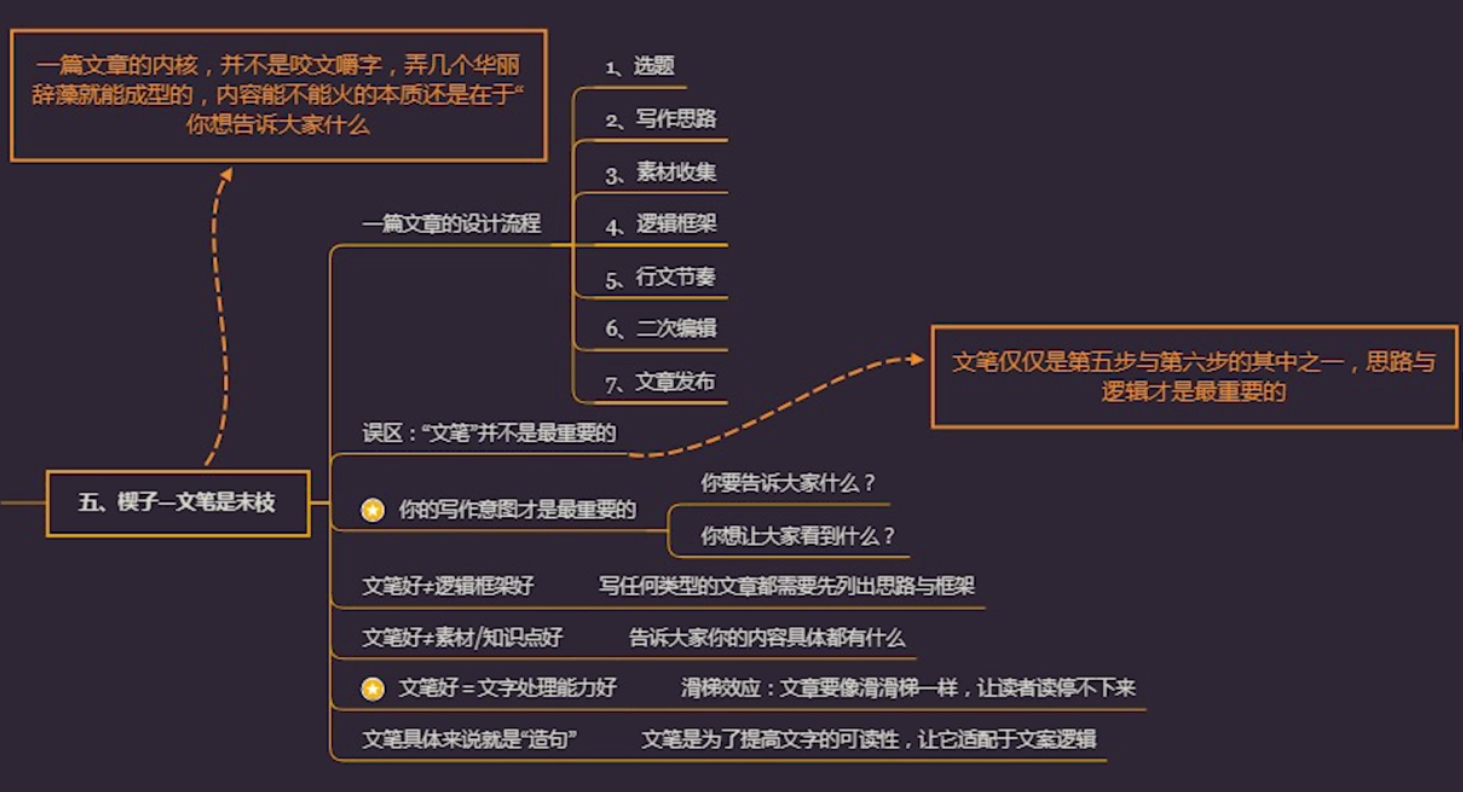 一篇文章的内核，并不是咬文嚼字，弄几个华丽
辞藻就能成型的，内容能不能火的本质还是在于“
你想告诉大家什么
五、楔子—文笔是末枝
一篇文章的设计流程
1、选题
2、写作思路
3、素材收集
4、逻辑框架
5、行文节奏
6、二次编辑
7、文章发布
误区：“文笔”并不是最重要的
文笔仅仅是第五步与第六步的其中之一，思路与
逻辑才是最重要的
你的写作意图才是最重要的
你要告诉大家什么？
你想让大家看到什么？
文笔好≠逻辑框架好
写任何类型的文章都需要先列出思路与框架
文笔好≠素材/知识点好
告诉大家你的内容具体都有什么
文笔好＝文字处理能力好
滑梯效应：文章要像滑滑梯一样，让读者读停不下来
文笔具体来说就是“造句”
文笔是为了提高文字的可读性，让它适配于文案逻辑